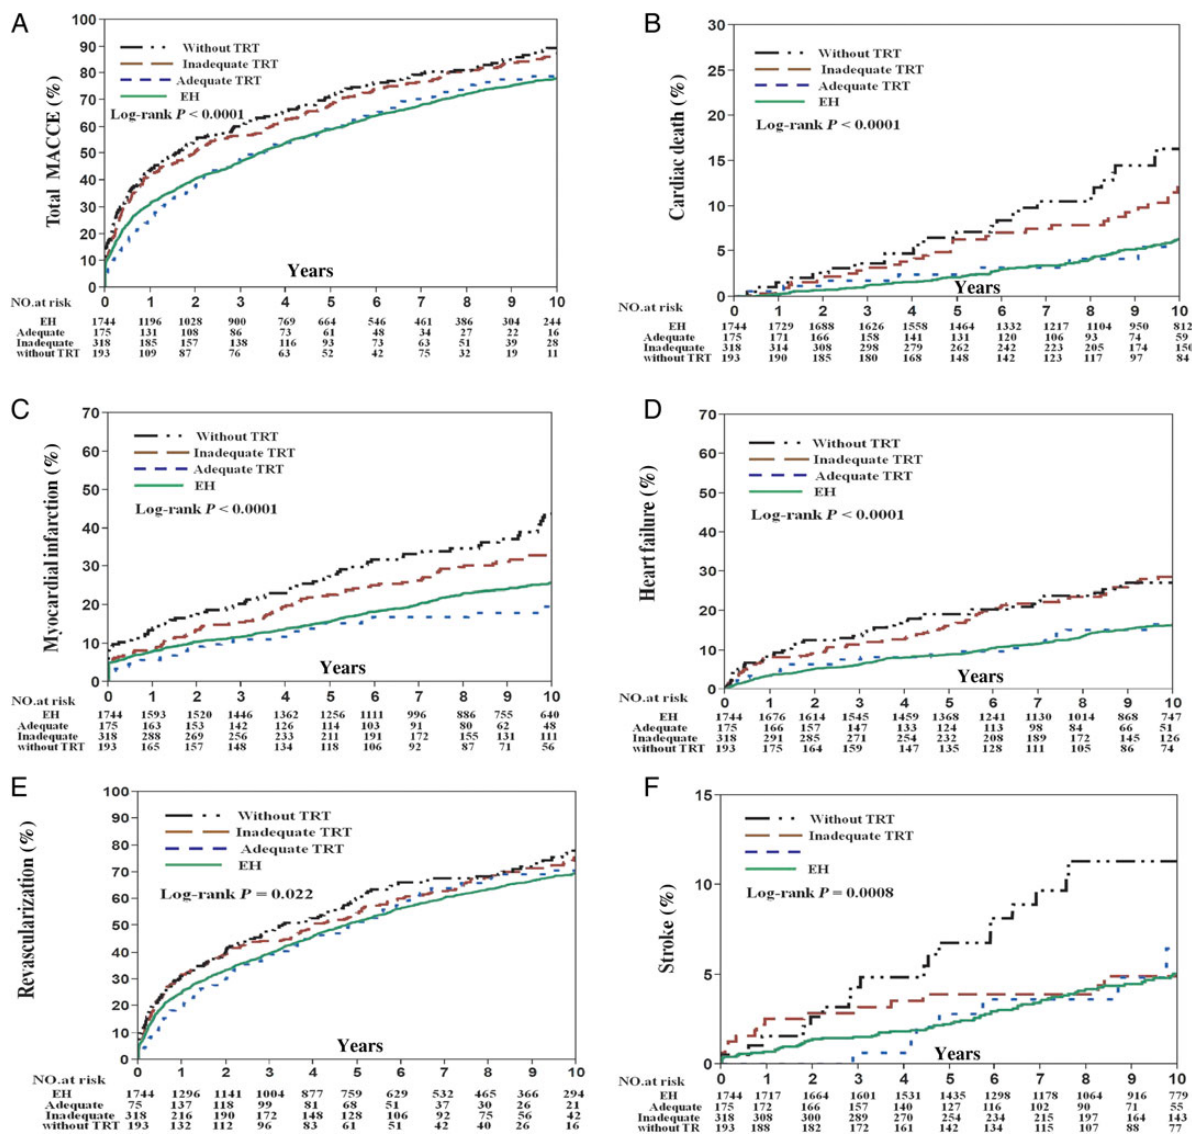 A
Total MACCE (%)
100
90
80
70
60
50
40
30
20
10
0
Without TRT
Inadequate TRT
Adequate TRT
EH
Log-rank P < 0.0001
Years
0 1 2 3 4 5 6 7 8 9 10
NO.at risk
EH 1744 1196 1028 900 769 664 546 461 386 304 244
Adequate 175 131 108 86 73 61 48 34 27 22 16
Inadequate 318 185 157 138 116 93 73 63 51 39 28
without TRT 193 109 87 76 63 52 42 75 32 19 11
B
Cardiac death (%)
30
25
20
15
10
5
0
Without TRT
Inadequate TRT
Adequate TRT
EH
Log-rank P < 0.0001
Years
0 1 2 3 4 5 6 7 8 9 10
NO.at risk
EH 1744 1729 1688 1626 1558 1464 1332 1217 1104 950 812
Adequate 175 171 166 158 141 131 120 106 93 74 59
Inadequate 318 314 308 298 279 262 242 223 205 174 150
without TRT 193 190 185 180 168 148 142 123 117 97 84
C
Myocardial infarction (%)
70
60
50
40
30
20
10
0
Without TRT
Inadequate TRT
Adequate TRT
EH
Log-rank P < 0.0001
Years
0 1 2 3 4 5 6 7 8 9 10
NO.at risk
EH 1744 1593 1520 1446 1362 1256 1111 996 886 755 640
Adequate 175 163 153 142 126 114 103 91 80 62 48
Inadequate 318 288 269 256 233 211 191 172 155 131 111
without TRT 193 165 157 148 134 118 106 92 87 71 56
D
Heart failure (%)
70
60
50
40
30
20
10
0
Without TRT
Inadequate TRT
Adequate TRT
EH
Log-rank P < 0.0001
Years
0 1 2 3 4 5 6 7 8 9 10
NO.at risk
EH 1744 1676 1614 1545 1459 1368 1241 1130 1014 868 747
Adequate 175 166 157 147 133 124 113 98 84 66 51
Inadequate 318 291 285 271 254 232 208 189 172 145 126
without TRT 193 175 164 159 147 135 128 111 105 86 74
E
Revascularization (%)
100
90
80
70
60
50
40
30
20
10
0
Without TRT
Inadequate TRT
Adequate TRT
EH
Log-rank P = 0.022
Years
0 1 2 3 4 5 6 7 8 9 10
NO.at risk
EH 1744 1296 1141 1004 877 759 629 532 465 366 294
Adequate 75 137 118 99 81 68 51 37 30 26 21
Inadequate 318 216 190 172 148 128 106 92 75 56 42
without TRT 193 132 112 96 83 61 51 42 40 26 16
F
Stroke (%)
15
10
5
0
Without TRT
Inadequate TRT
EH
Log-rank P = 0.0008
Years
0 1 2 3 4 5 6 7 8 9 10
NO.at risk
EH 1744 1717 1664 1601 1531 1435 1298 1178 1064 916 779
Adequate 175 172 166 157 140 127 116 102 90 71 55
Inadequate 318 308 300 289 270 254 234 215 197 164 143
without TR 193 188 182 172 161 142 134 115 107 88 77